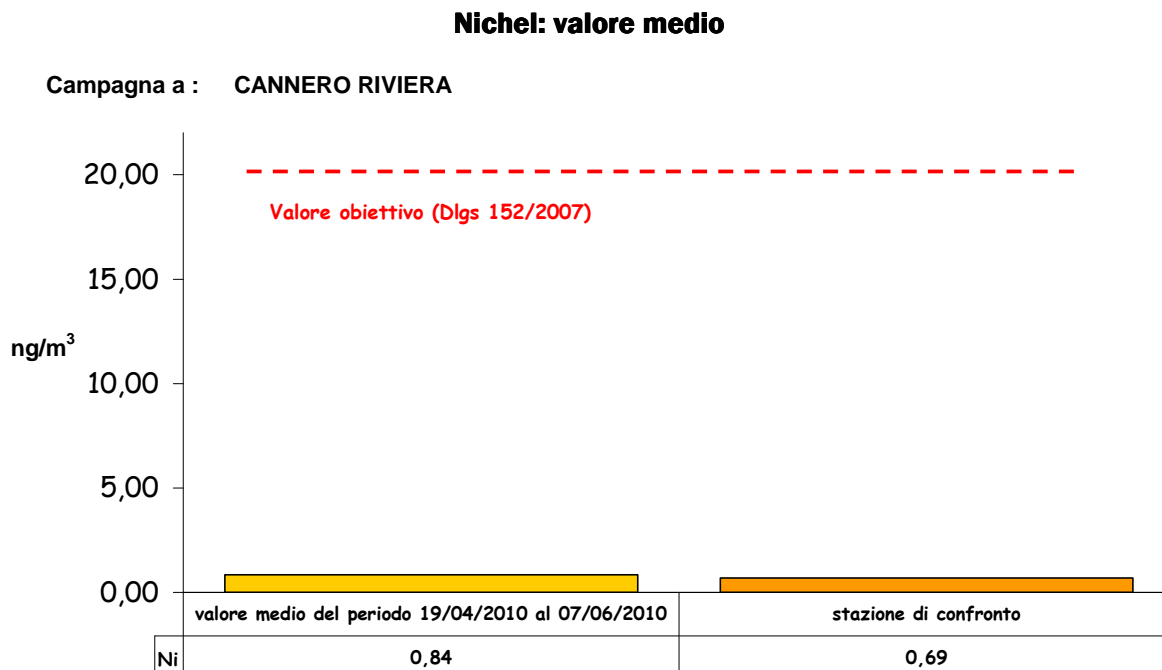 Nichel: valore medio
Campagna a : CANNERO RIVIERA
20,00
Valore obiettivo (Dlgs 152/2007)
15,00
ng/m³
10,00
5,00
0,00
valore medio del periodo 19/04/2010 al 07/06/2010 stazione di confronto
Ni 0,84 0,69